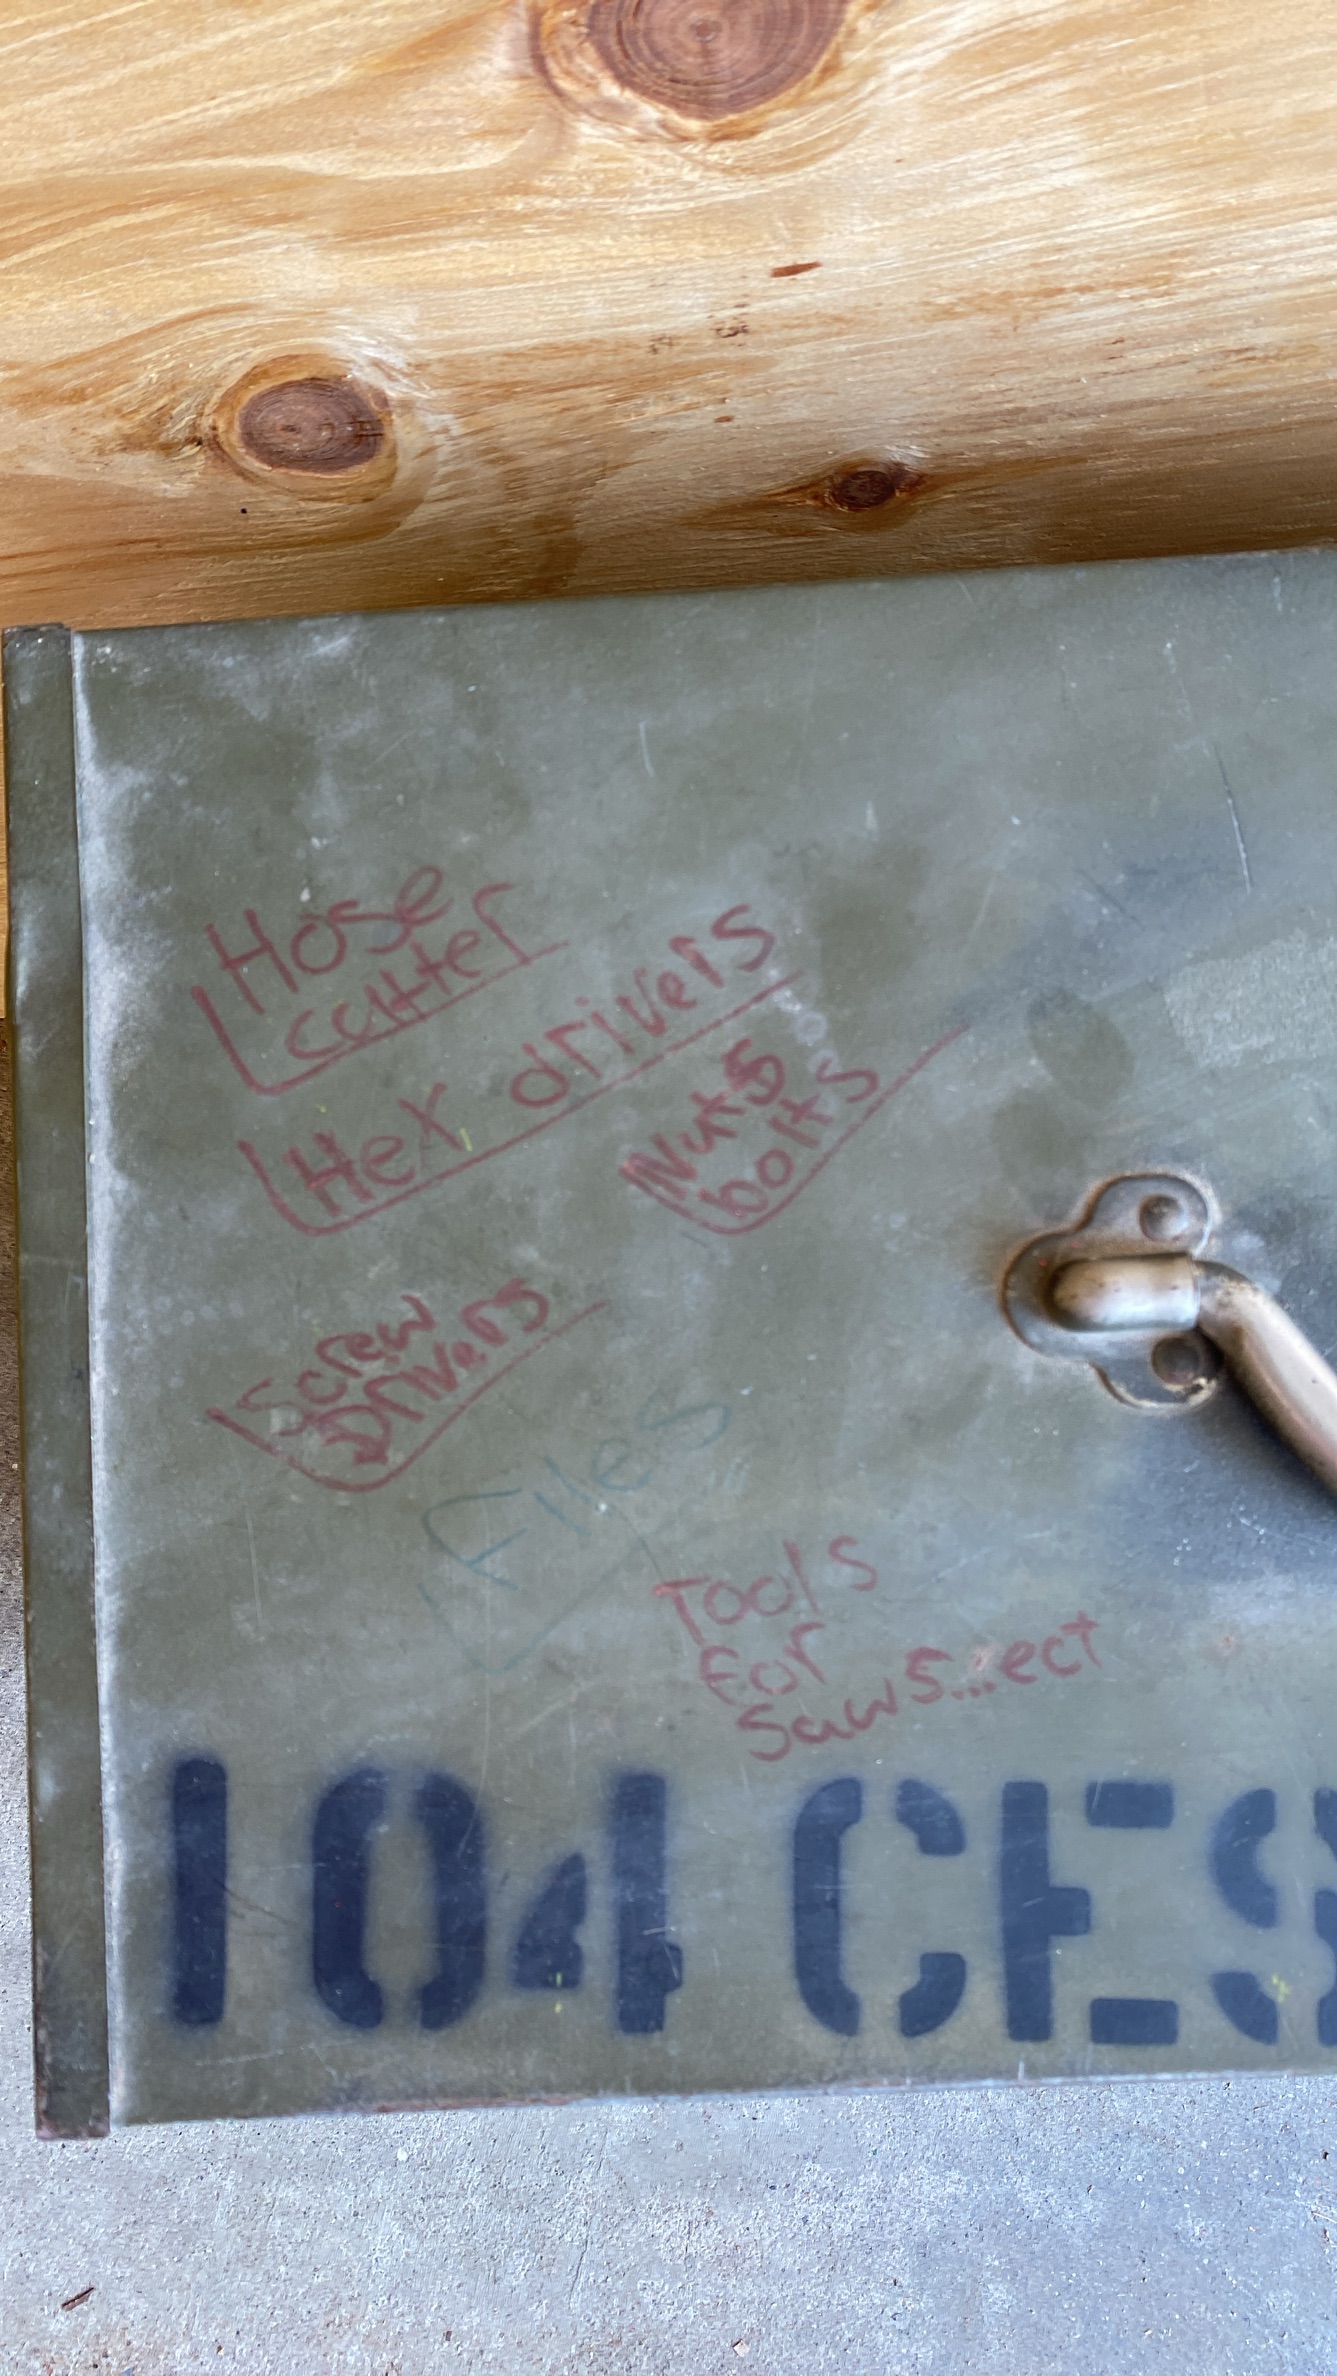 Hose
cutter
Hex drivers
Nuts
bolts
Screw
Drivers
Files
Tools
For
Saws...ect
104 CES